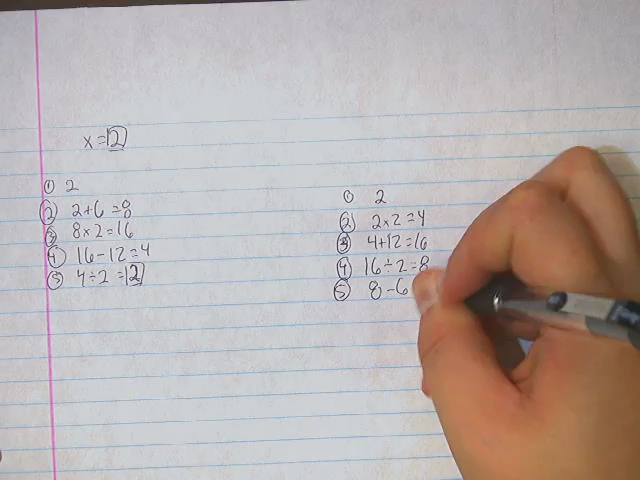 x = 2
① 2
② 2+6 = 8
③ 8 x 2 = 16
④ 16 - 12 = 4
⑤ 4 ÷ 2 = 2
① 2
② 2 x 2 = 4
③ 4 + 12 = 16
④ 16 ÷ 2 = 8
⑤ 8 - 6